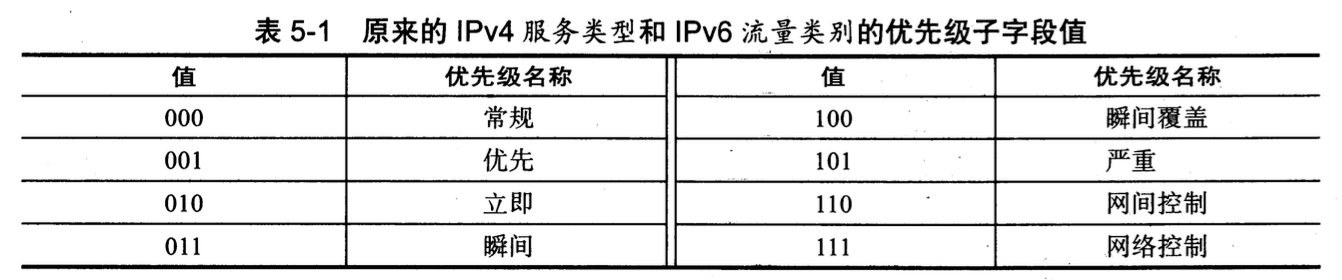 表 5-1 原来的 IPv4 服务类型和 IPv6 流量类别的优先级子字段值
值 优先级名称 值 优先级名称
000 常规 100 瞬间覆盖
001 优先 101 严重
010 立即 110 网间控制
011 瞬间 111 网络控制